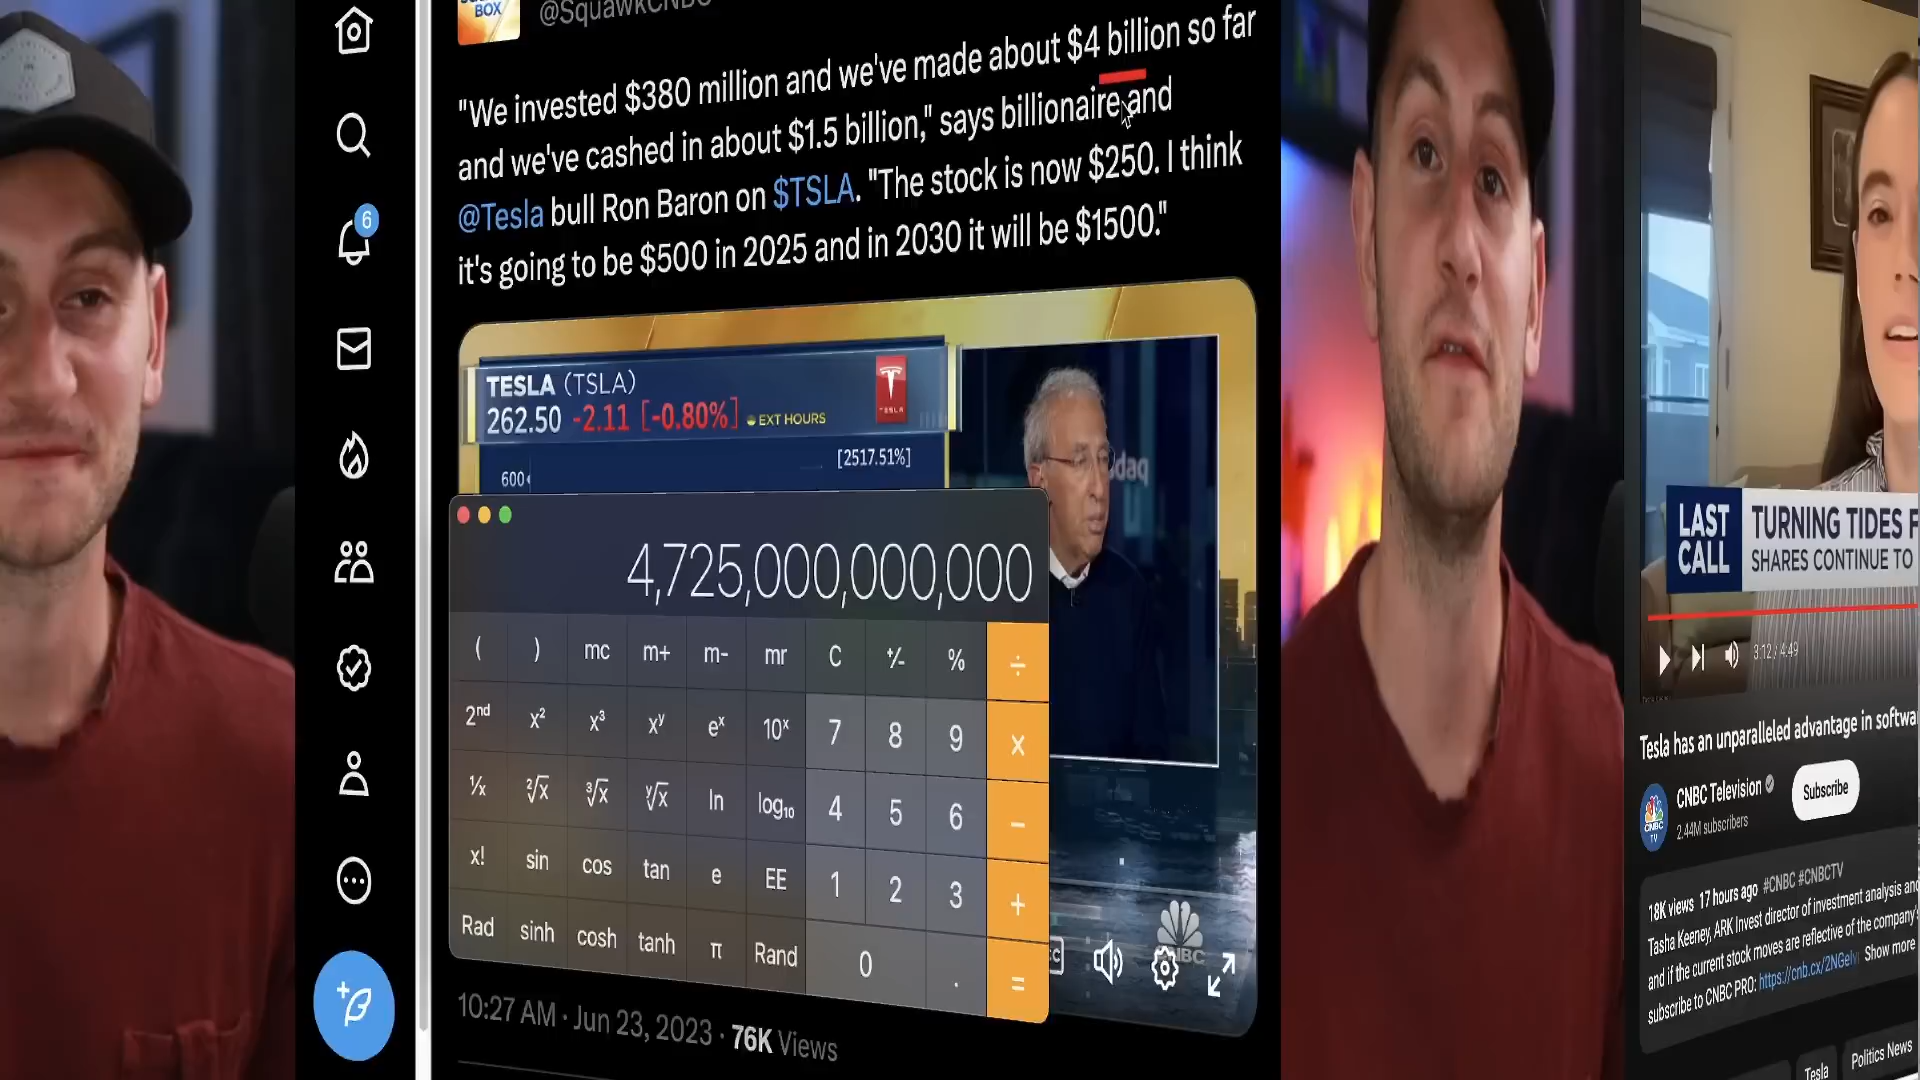 BOX
@SquawkCNBC
"We invested $380 million and we've made about $4 billion so far
and we've cashed in about $1.5 billion," says billionaire and
@Tesla bull Ron Baron on $TSLA. "The stock is now $250. I think
it's going to be $500 in 2025 and in 2030 it will be $1500."
6
TESLA (TSLA)
262.50 -2.11 [-0.80%] EXT HOURS
TESLA
[2517.51%]
600
daq
4,725,000,000,000
( ) mc m+ m- mr C +/- % ÷
2nd x² x³ xʸ eˣ 10ˣ 7 8 9 ×
¹/x ²√x ³√x ʸ√x ln log₁₀ 4 5 6 −
x! sin cos tan e EE 1 2 3 +
Rad sinh cosh tanh π Rand 0 . =
CC
10:27 AM · Jun 23, 2023 · 76K Views
LAST
CALL
TURNING TIDES F
SHARES CONTINUE TO
3:12 / 4:49
Tesla has an unparalleled advantage in softwa
CNBC
TV
CNBC Television
2.44M subscribers
Subscribe
18K views 17 hours ago #CNBC #CNBCTV
Tasha Keeney, ARK Invest director of investment analysis and
and if the current stock moves are reflective of the company's
subscribe to CNBC PRO: https://cnb.cx/2NGeIv Show more
Tesla
Politics News